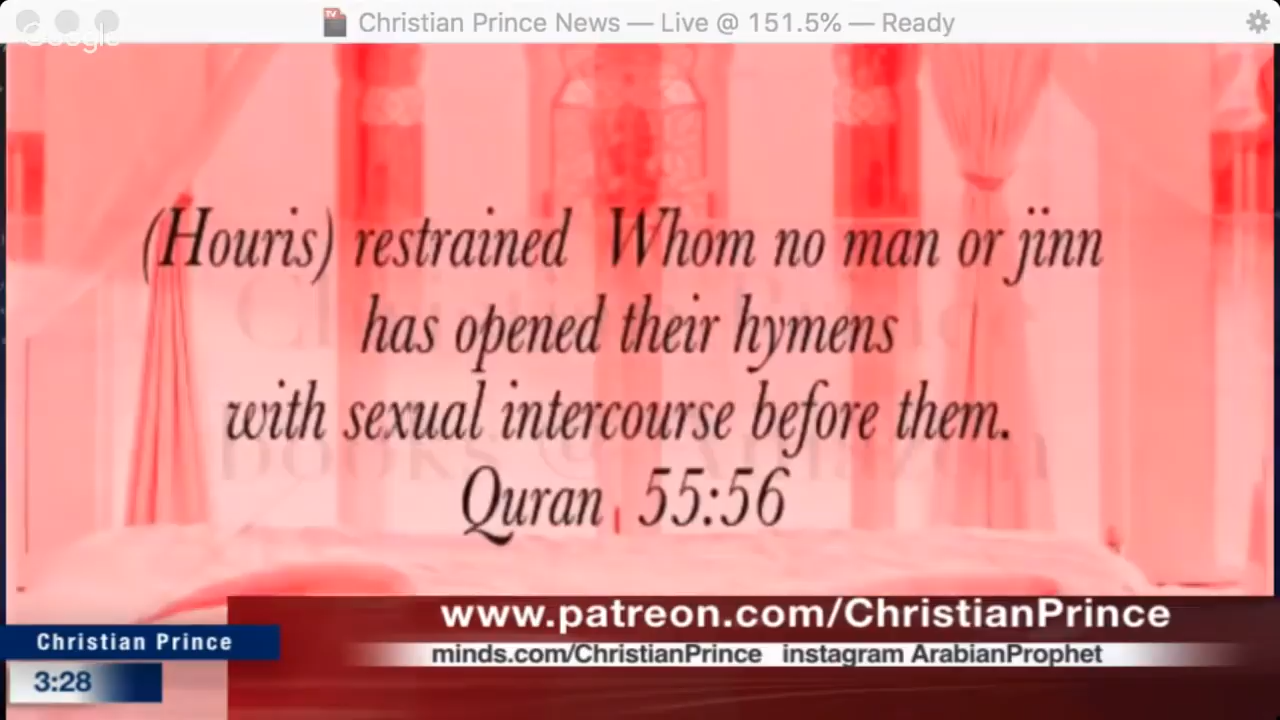 Christian Prince News — Live @ 151.5% — Ready
Google
(Houris) restrained Whom no man or jinn
has opened their hymens
with sexual intercourse before them.
Quran 55:56
www.patreon.com/ChristianPrince
Christian Prince
minds.com/ChristianPrince instagram ArabianProphet
3:28